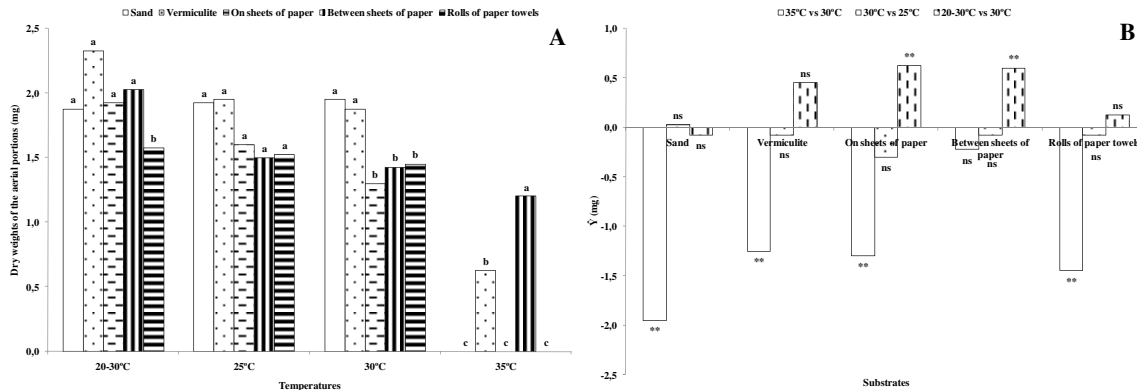 Sand Vermiculite On sheets of paper Between sheets of paper Rolls of paper towels
A
Dry weights of the aerial portions (mg)
2,5
2,0
1,5
1,0
0,5
0,0
a a a a b
a a a a a
a a b b b
c b c a c
20-30ºC 25ºC 30ºC 35ºC
Temperatures
35ºC vs 30ºC 30ºC vs 25ºC 20-30ºC vs 30ºC
B
Ŷ (mg)
1,0
0,5
0,0
-0,5
-1,0
-1,5
-2,0
-2,5
** ns ns
** ns ns
** ns **
ns ns **
** ns ns
Sand Vermiculite On sheets of paper Between sheets of paper Rolls of paper towels
Substrates